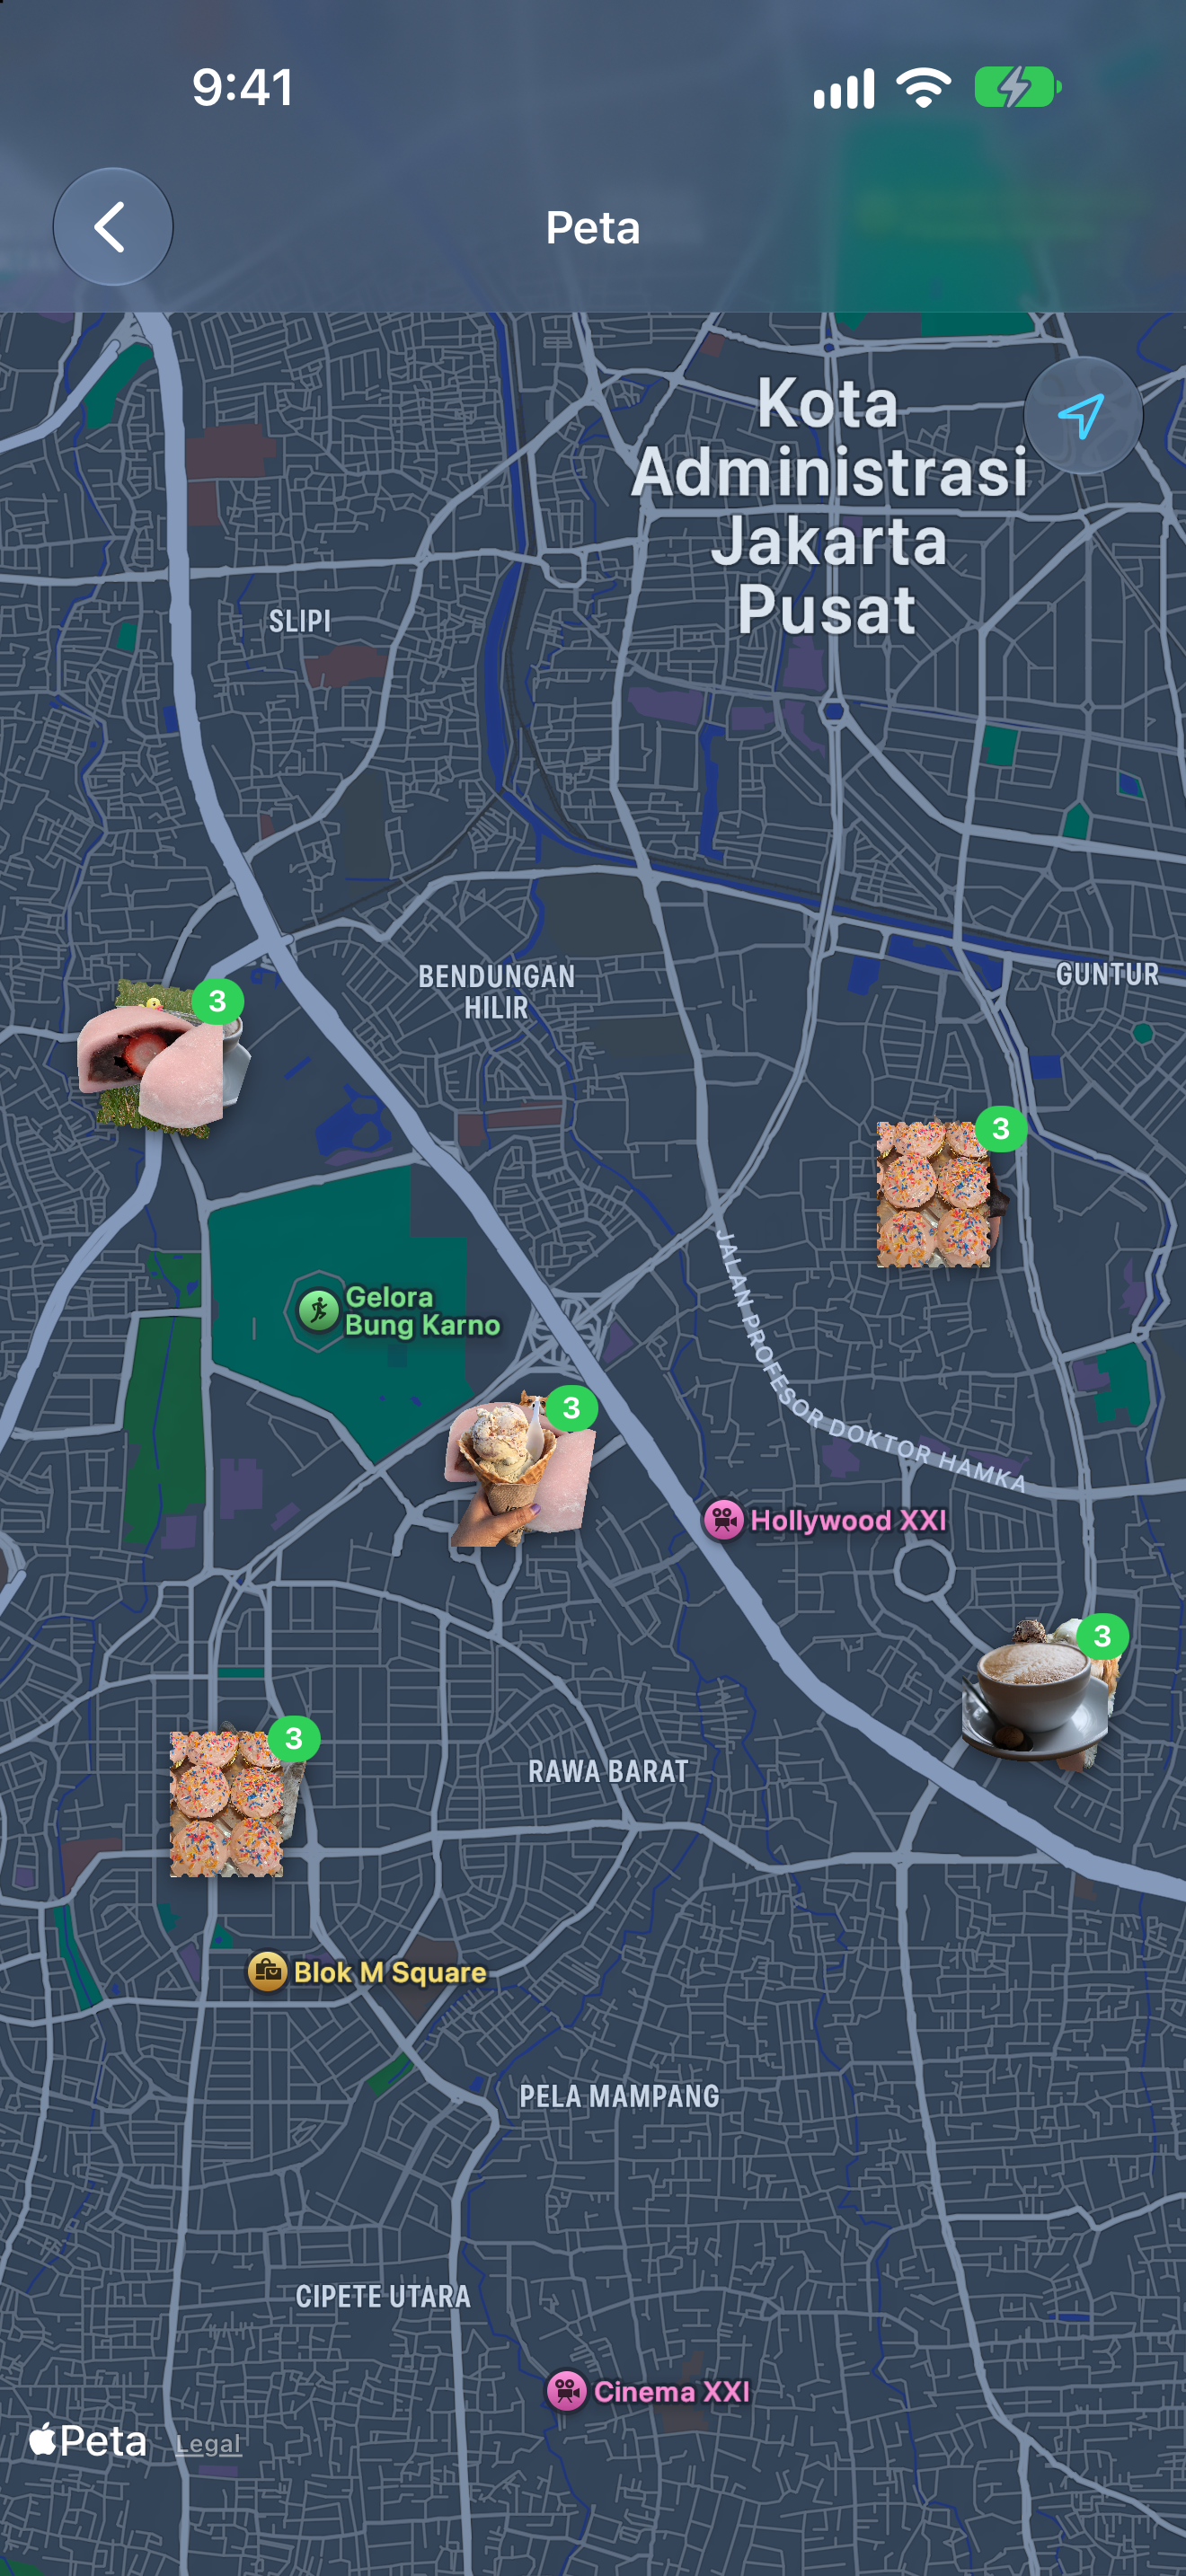 9:41
Peta
Kota
Administrasi
Jakarta
Pusat
SLIPI
BENDUNGAN
HILIR
GUNTUR
3
3
Gelora
Bung Karno
JALAN PROFESOR DOKTOR HAMKA
3
Hollywood XXI
3
3
RAWA BARAT
Blok M Square
PELA MAMPANG
CIPETE UTARA
Cinema XXI
Peta
Legal